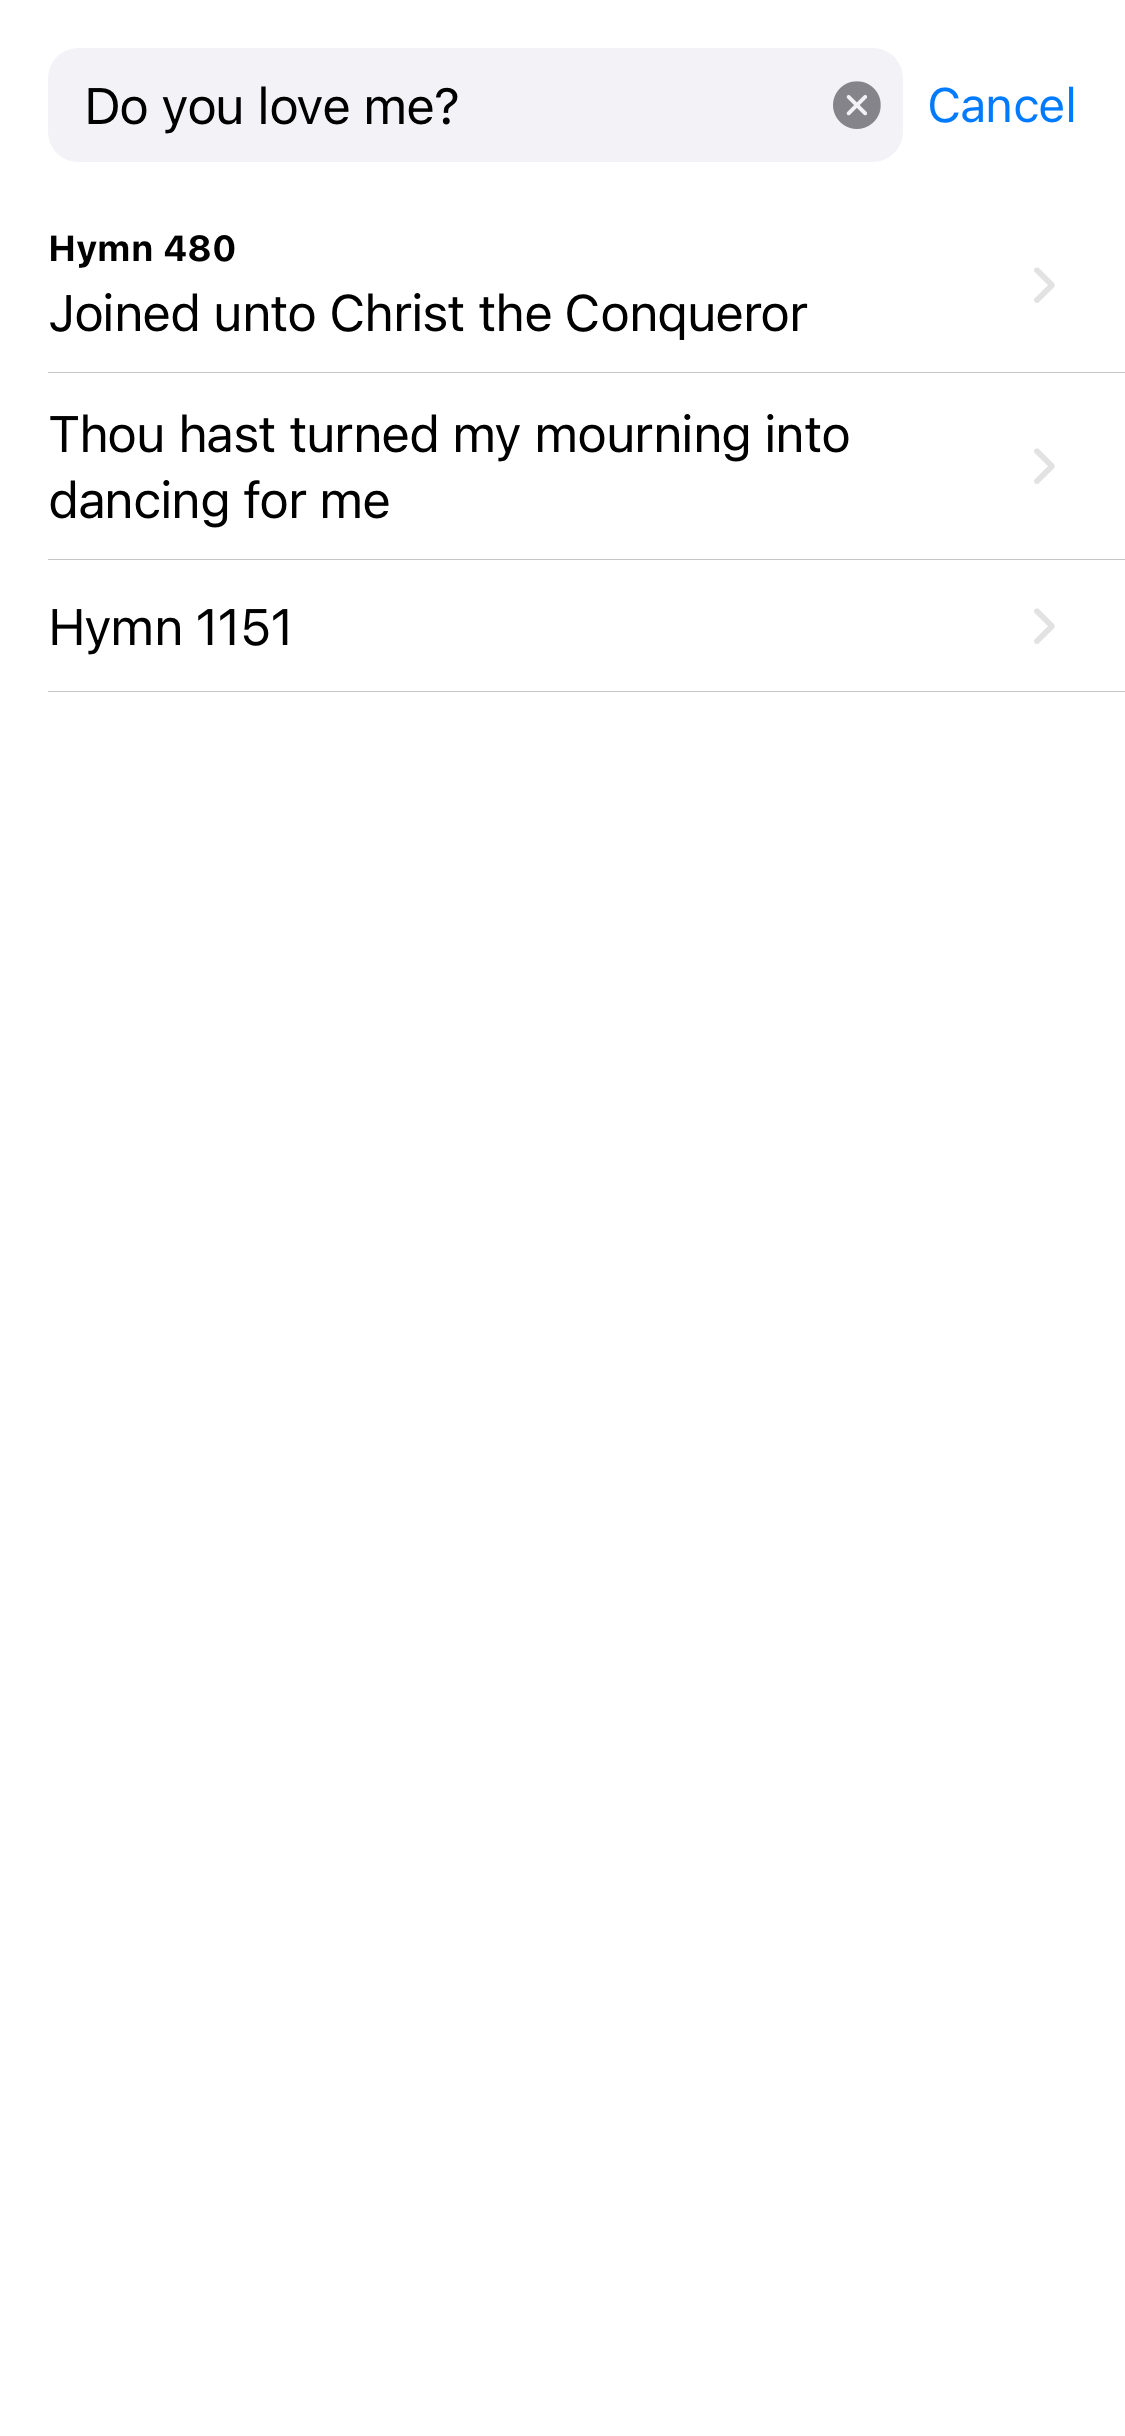 Do you love me?
Cancel
Hymn 480
Joined unto Christ the Conqueror
Thou hast turned my mourning into
dancing for me
Hymn 1151